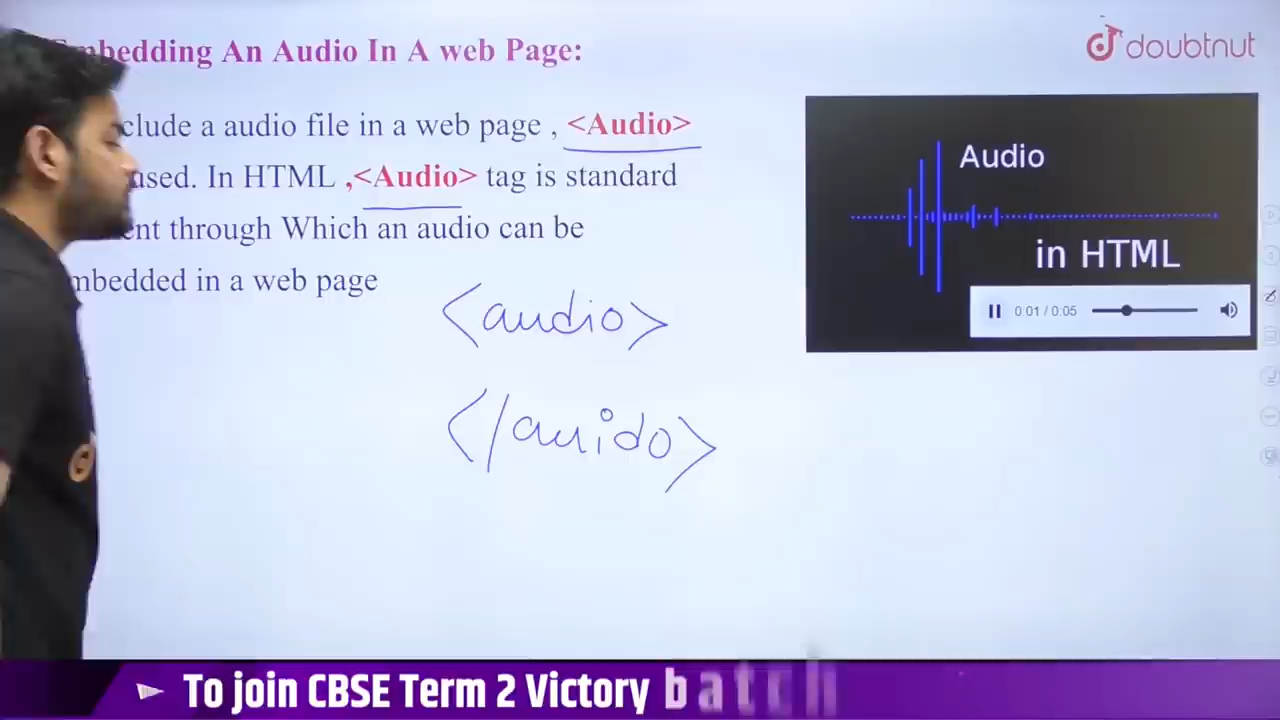 Embedding An Audio In A web Page:
doubtnut
clude a audio file in a web page , <Audio>
used. In HTML ,<Audio> tag is standard
ent through Which an audio can be
mbedded in a web page
<audio>
</auido>
Audio
in HTML
0:01 / 0:05
To join CBSE Term 2 Victory batch